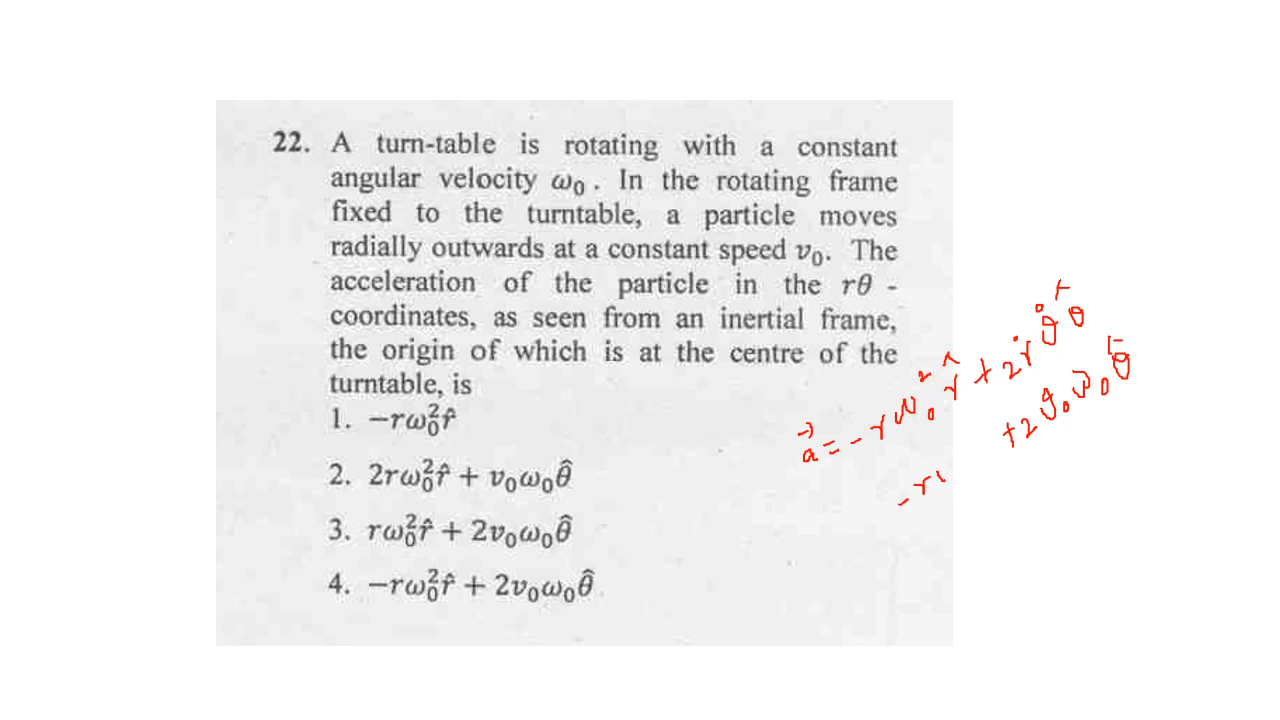 22. A turn-table is rotating with a constant
angular velocity ω₀. In the rotating frame
fixed to the turntable, a particle moves
radially outwards at a constant speed v₀. The
acceleration of the particle in the rθ -
coordinates, as seen from an inertial frame,
the origin of which is at the centre of the
turntable, is
1. −rω₀²r̂
2. 2rω₀²r̂ + v₀ω₀θ̂
3. rω₀²r̂ + 2v₀ω₀θ̂
4. −rω₀²r̂ + 2v₀ω₀θ̂
a⃗ = −rω₀²r̂ + 2ṙθ̇θ̂
−r
+2v₀ω₀θ̂